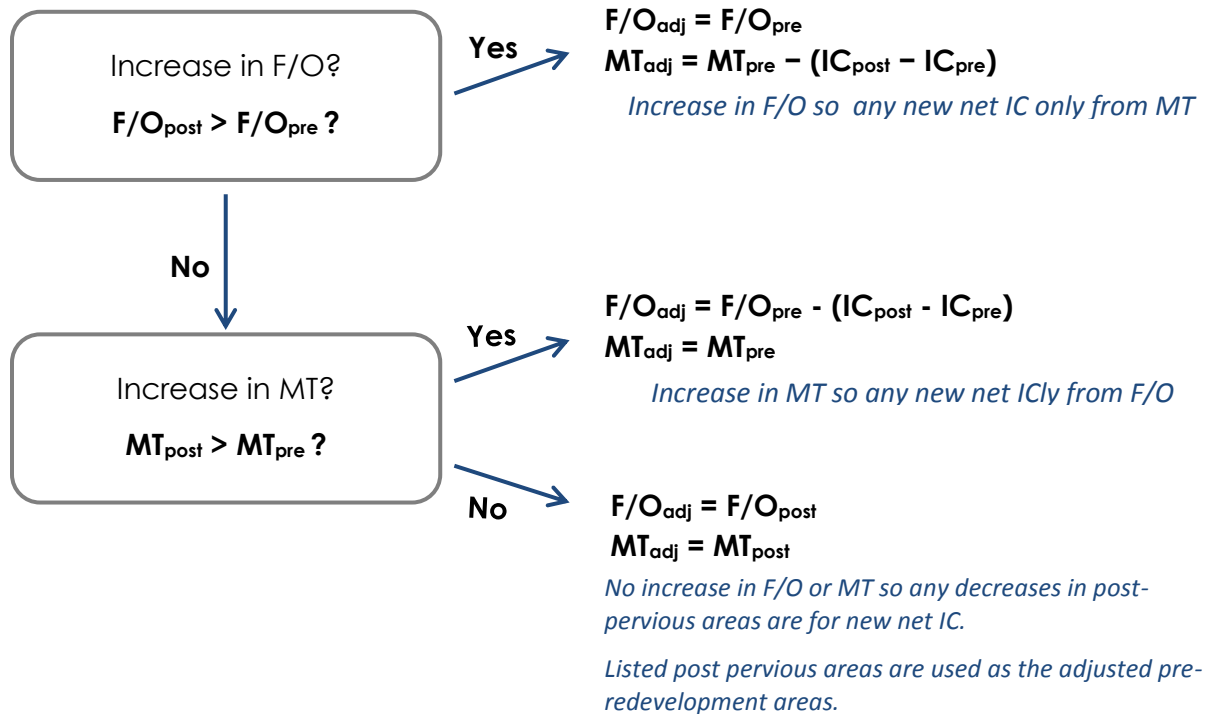 Increase in F/O?
F/Opost > F/Opre ?
Yes
F/Oadj = F/Opre
MTadj = MTpre – (ICpost – ICpre)
Increase in F/O so any new net IC only from MT
No
Increase in MT?
MTpost > MTpre ?
Yes
F/Oadj = F/Opre - (ICpost - ICpre)
MTadj = MTpre
Increase in MT so any new net ICly from F/O
No
F/Oadj = F/Opost
MTadj = MTpost
No increase in F/O or MT so any decreases in post-
pervious areas are for new net IC.
Listed post pervious areas are used as the adjusted pre-
redevelopment areas.